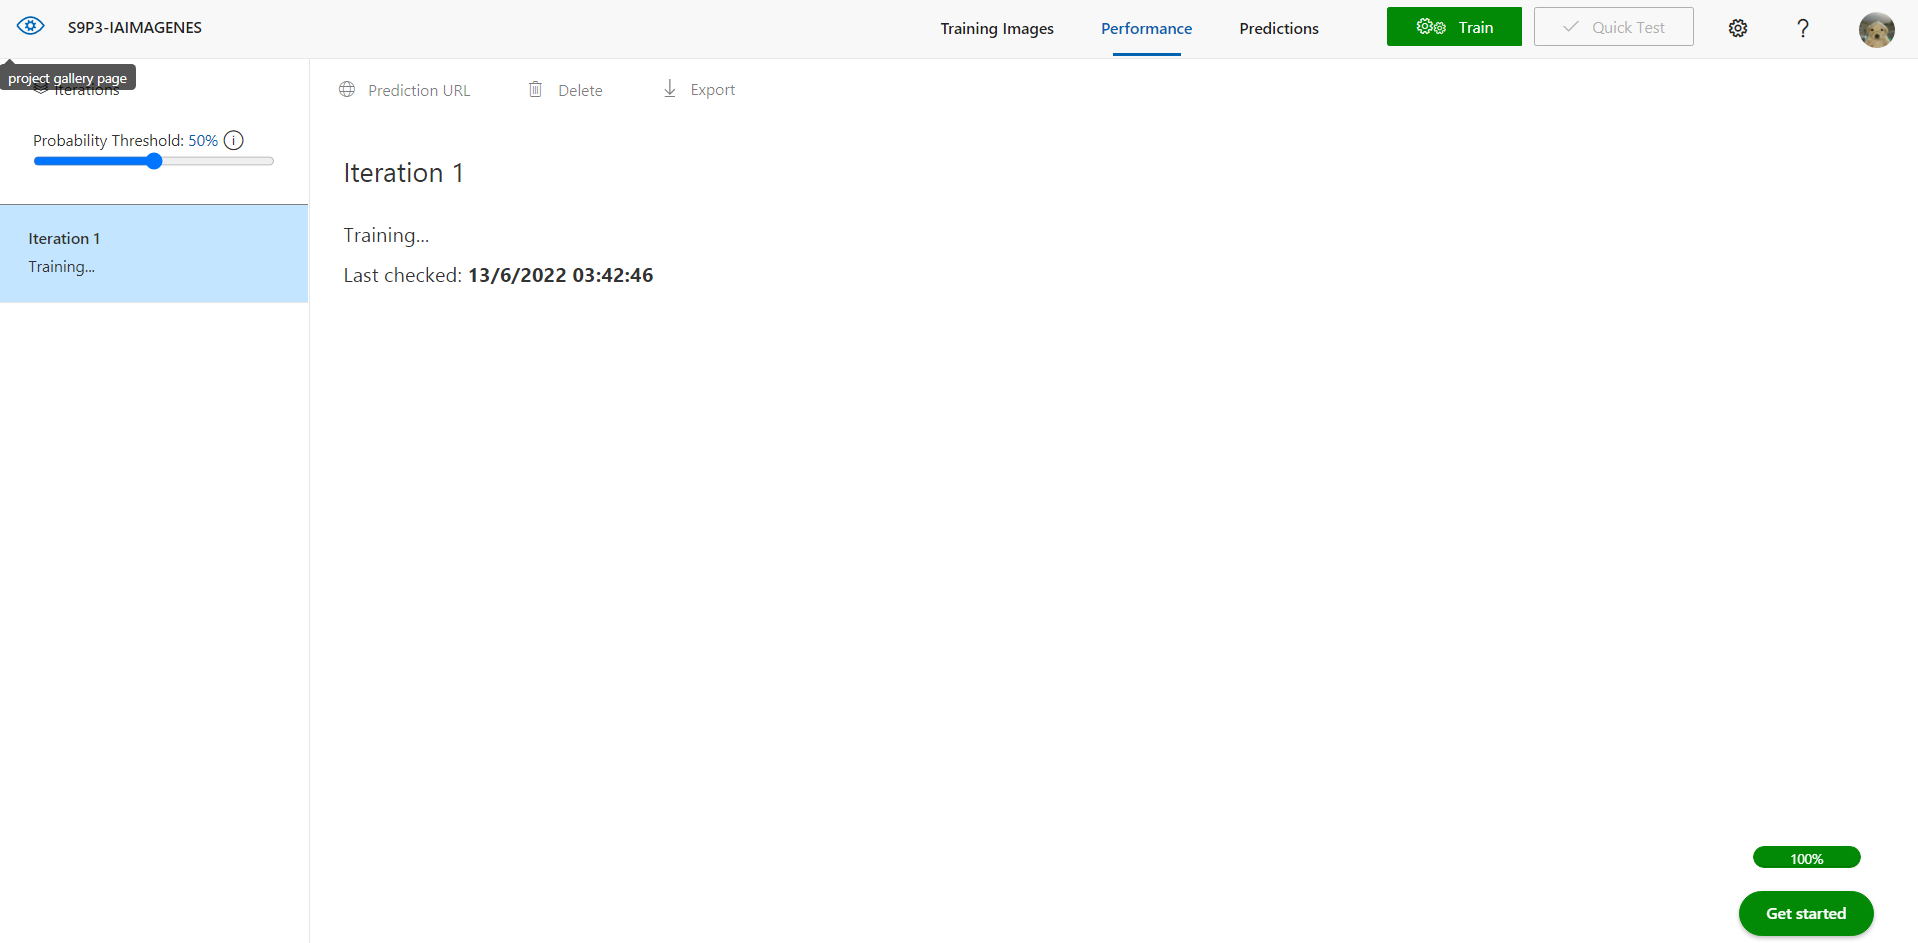 S9P3-IAIMAGENES
Training Images
Performance
Predictions
Train
Quick Test
?
project gallery page
Iterations
Prediction URL
Delete
Export
Probability Threshold: 50% i
Iteration 1
Training...
Iteration 1
Training...
Last checked: 13/6/2022 03:42:46
100%
Get started